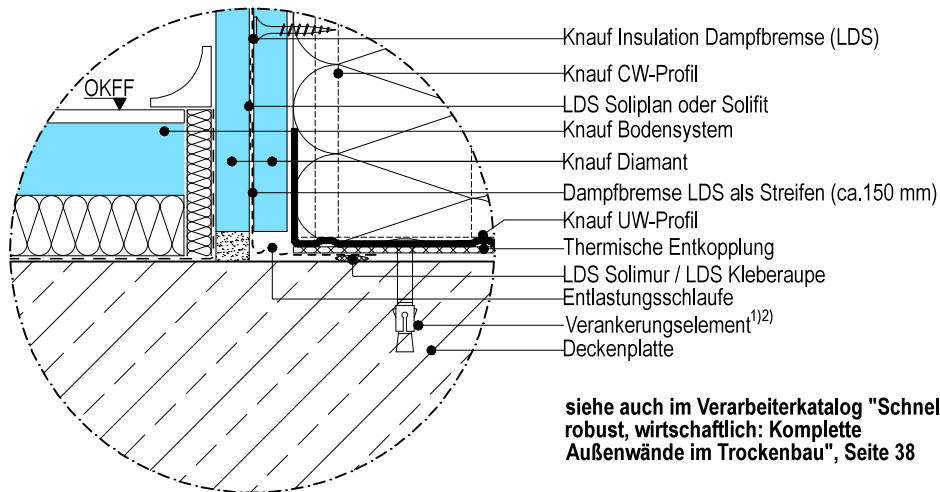 OKFF
Knauf Insulation Dampfbremse (LDS)
Knauf CW-Profil
LDS Soliplan oder Solifit
Knauf Bodensystem
Knauf Diamant
Dampfbremse LDS als Streifen (ca.150 mm)
Knauf UW-Profil
Thermische Entkopplung
LDS Solimur / LDS Kleberaupe
Entlastungsschlaufe
Verankerungselement¹⁾²⁾
Deckenplatte
siehe auch im Verarbeiterkatalog "Schnel
robust, wirtschaftlich: Komplette
Außenwände im Trockenbau", Seite 38